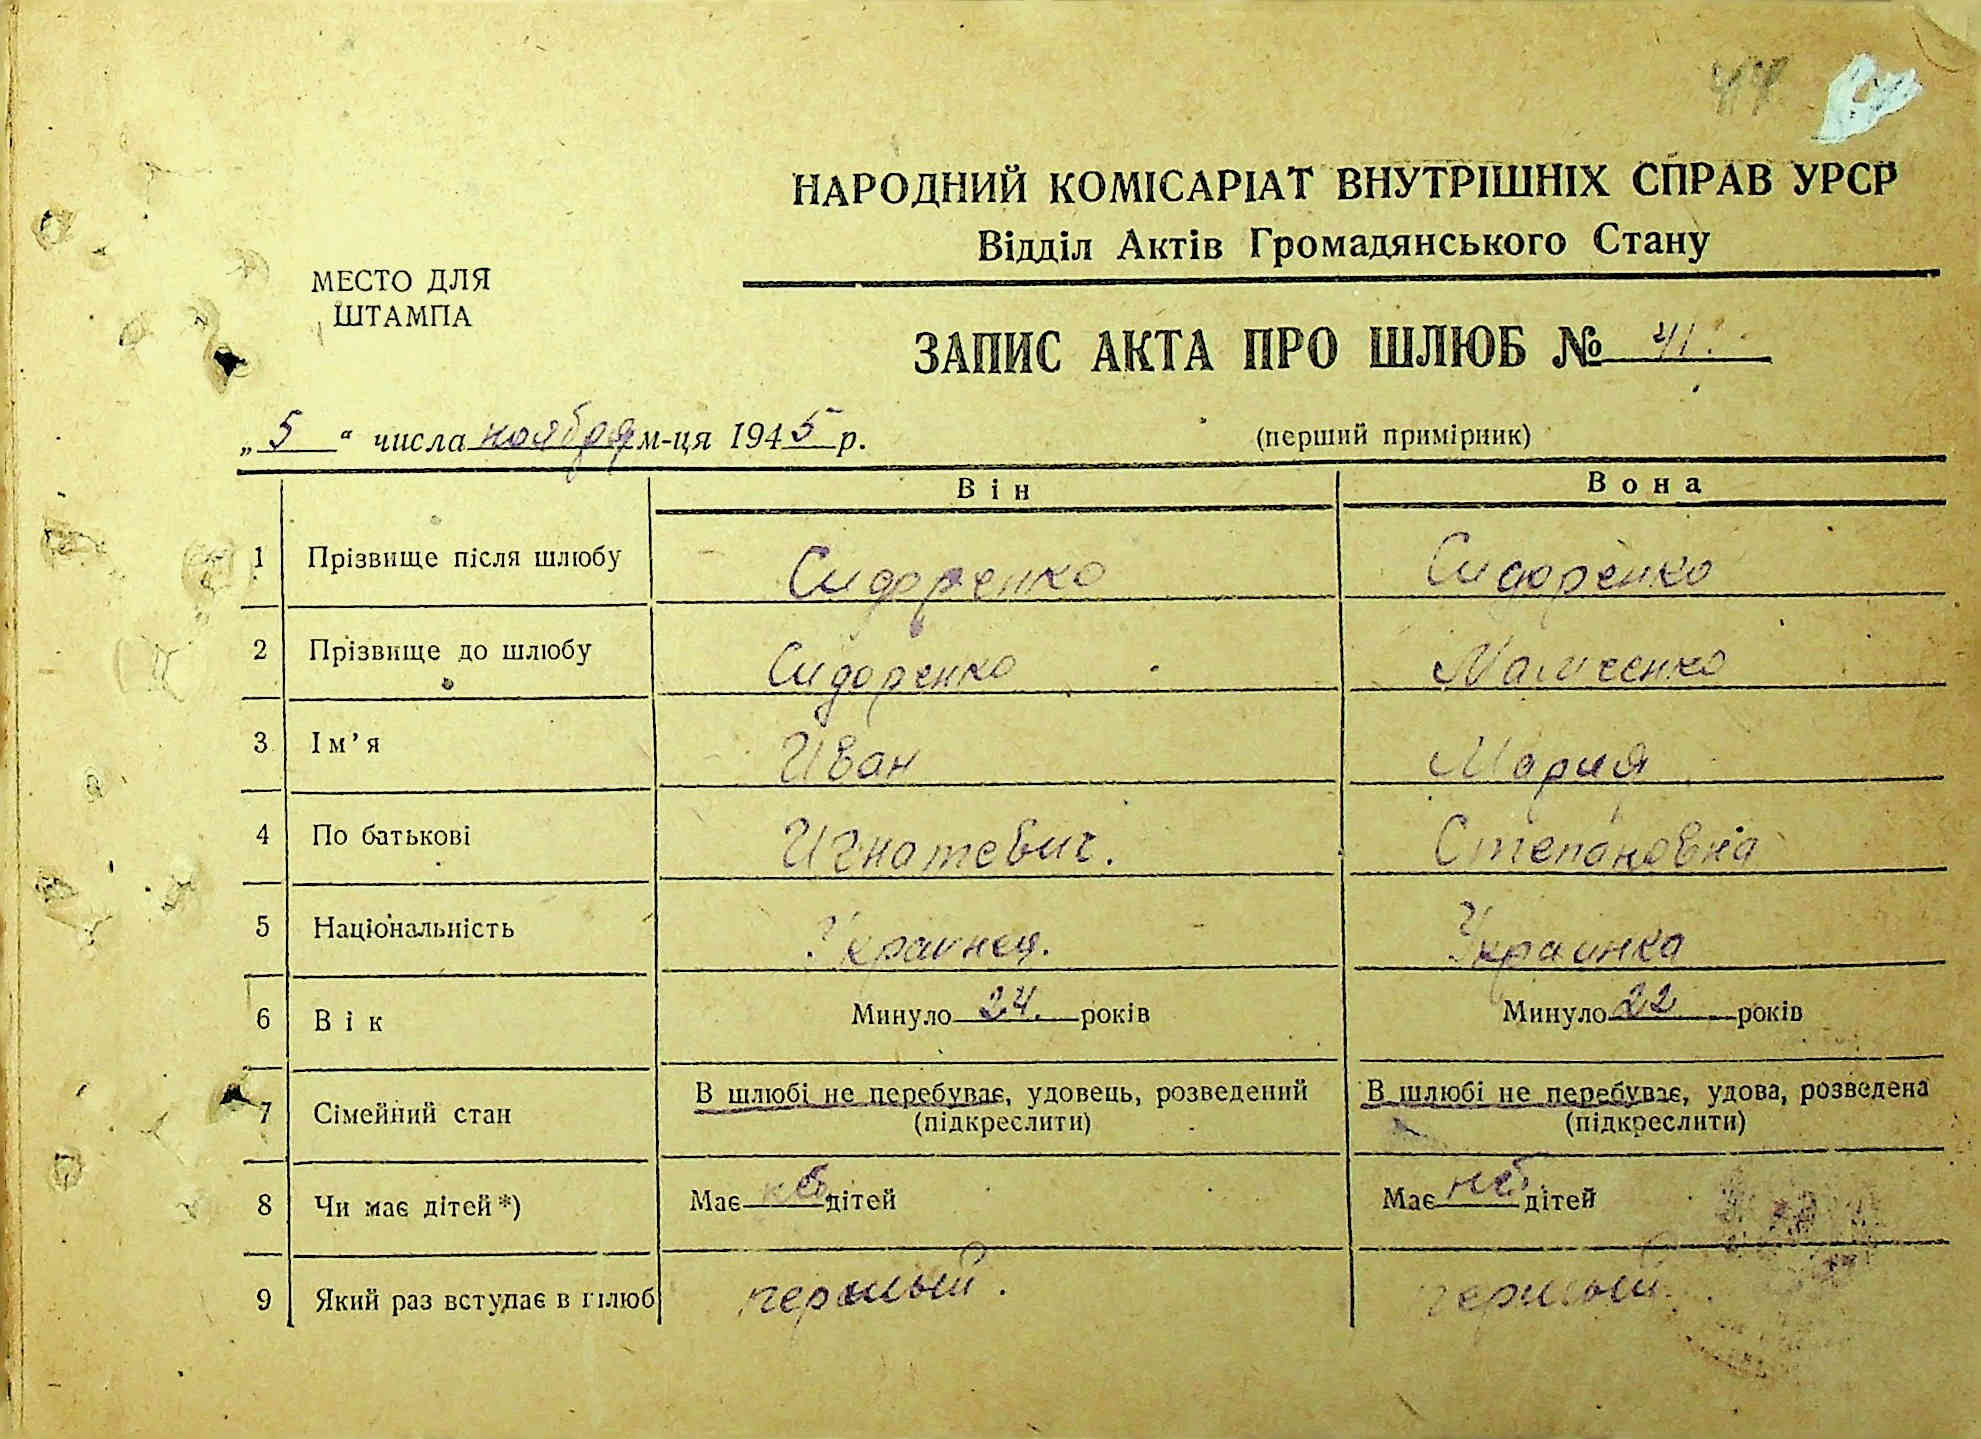 44
НАРОДНИЙ КОМІСАРІАТ ВНУТРІШНІХ СПРАВ УРСР
Відділ Актів Громадянського Стану
МЕСТО ДЛЯ
ШТАМПА
ЗАПИС АКТА ПРО ШЛЮБ № 41.
„5“ числа ноября м-ця 1945 р.
(перший примірник)
Він Вона
1 Прізвище після шлюбу Сидоренко Сидоренко
2 Прізвище до шлюбу Сидоренко
3 Ім’я Иван Мария
4 По батькові Игнатевич. Степановна
5 Національність Украинец. Украинка
6 Вік Минуло 24. років Минуло 22 років
7 Сімейний стан В шлюбі не перебуває, удовець, розведений В шлюбі не перебуває, удова, розведена
(підкреслити) (підкреслити)
8 Чи має дітей *) Має дітей Має дітей
9 Який раз вступає в шлюб первый. первый.